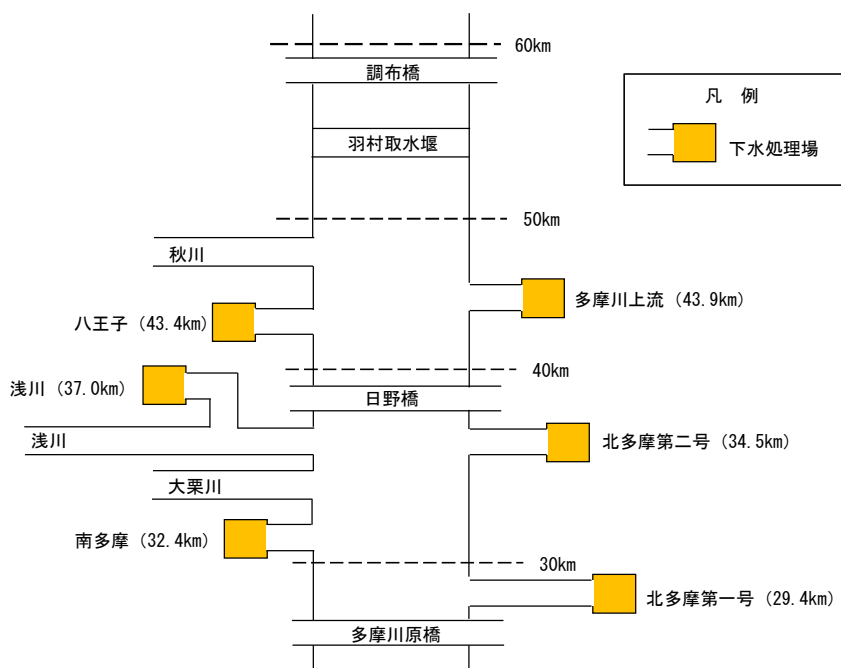 60km
調布橋
凡 例
下水処理場
羽村取水堰
50km
秋川
多摩川上流 (43.9km)
八王子 (43.4km)
40km
浅川 (37.0km)
日野橋
浅川
北多摩第二号 (34.5km)
大栗川
南多摩 (32.4km)
30km
北多摩第一号 (29.4km)
多摩川原橋